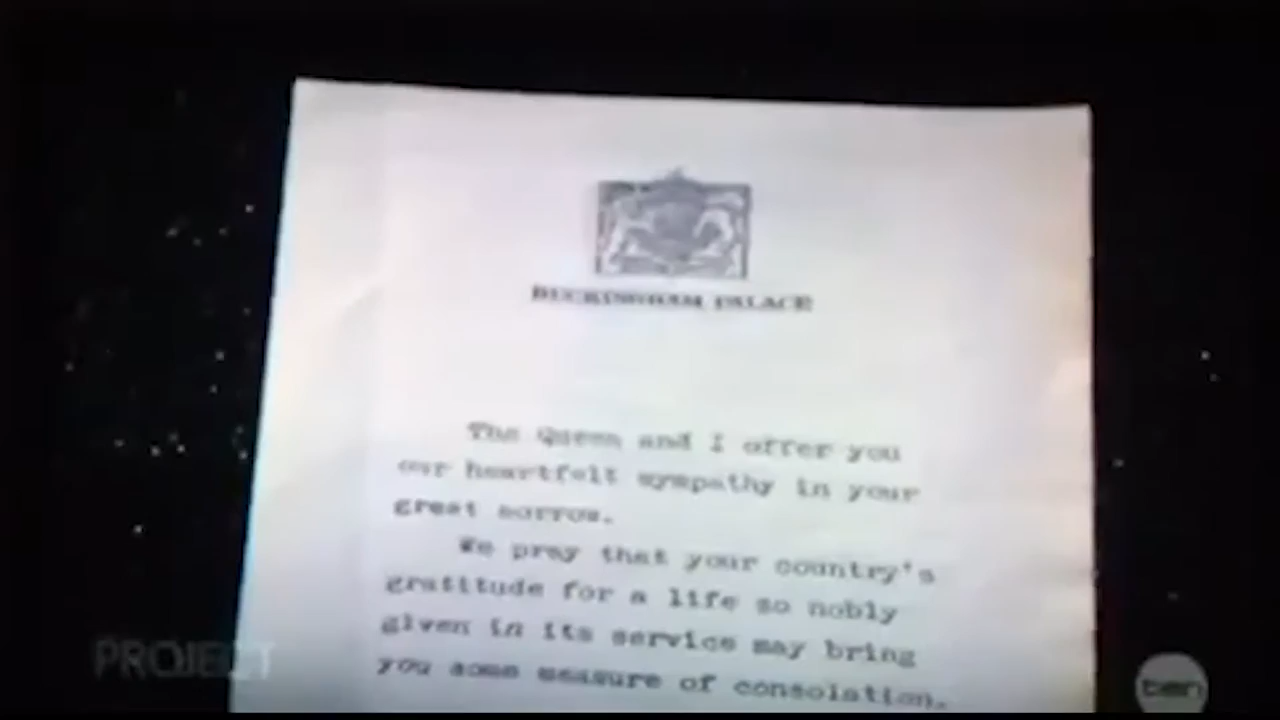 BUCKINGHAM PALACE
The Queen and I offer you
our heartfelt sympathy in your
great sorrow.
We pray that your country's
gratitude for a life so nobly
given in its service may bring
you some measure of consolation.
PROJECT
ten